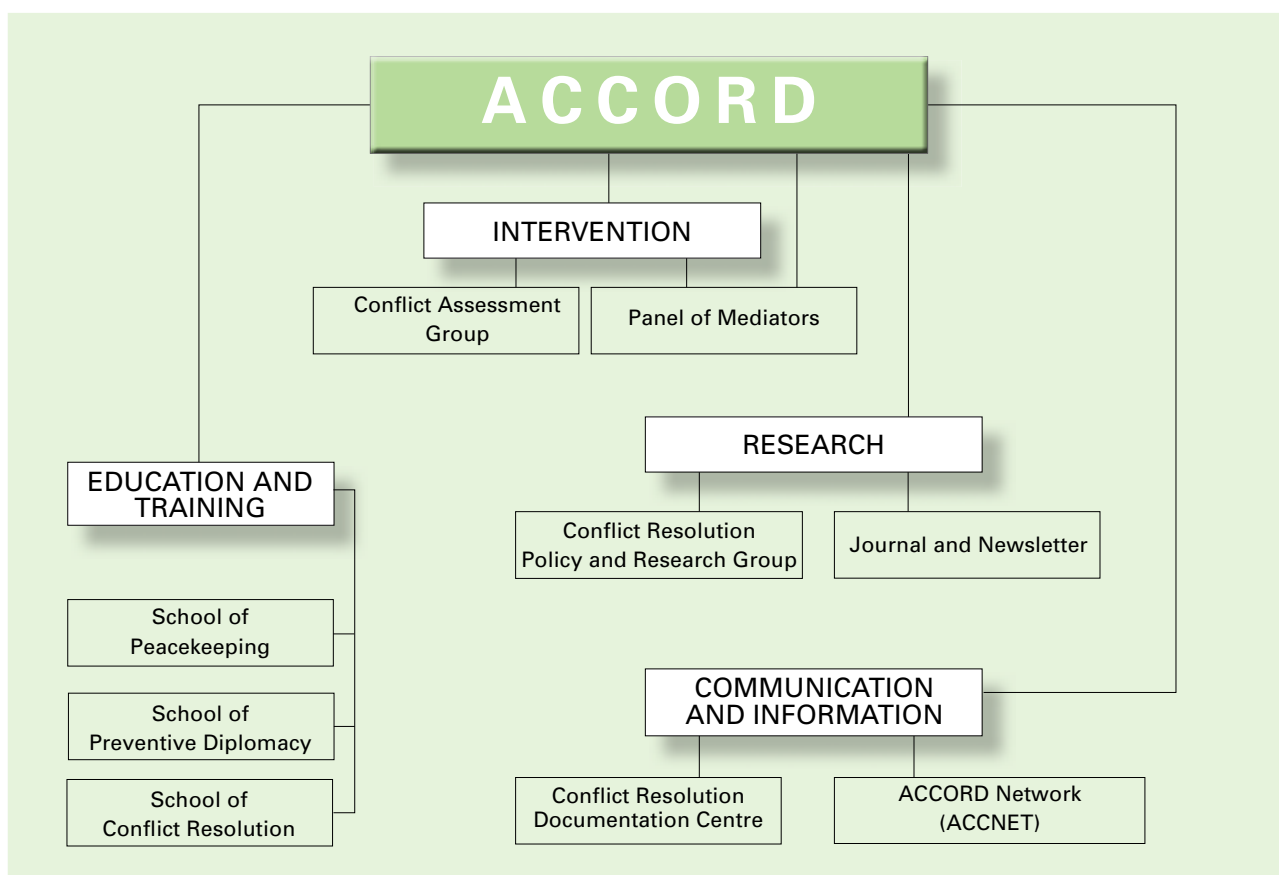 ACCORD
INTERVENTION
Conflict Assessment
Group
Panel of Mediators
RESEARCH
Conflict Resolution
Policy and Research Group
Journal and Newsletter
EDUCATION AND
TRAINING
School of
Peacekeeping
School of
Preventive Diplomacy
School of
Conflict Resolution
COMMUNICATION
AND INFORMATION
Conflict Resolution
Documentation Centre
ACCORD Network
(ACCNET)